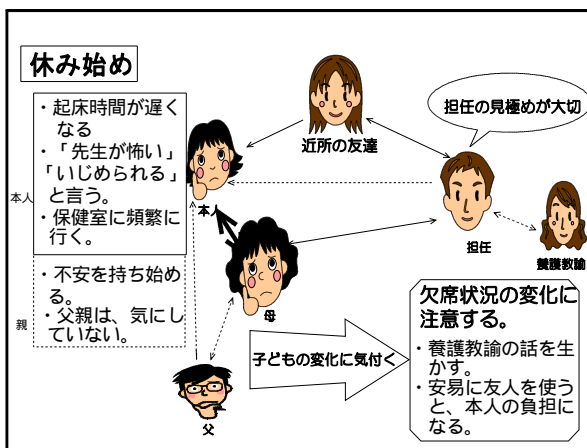 休み始め
本人
・起床時間が遅く
なる
・「先生が怖い」
「いじめられる」
と言う。
・保健室に頻繁に
行く。
親
・不安を持ち始め
る。
・父親は、気にし
ていない。
近所の友達
担任の見極めが大切
本人
担任
養護教諭
母
父
子どもの変化に気付く
欠席状況の変化に
注意する。
・養護教諭の話を生
かす。
・安易に友人を使う
と、本人の負担に
なる。